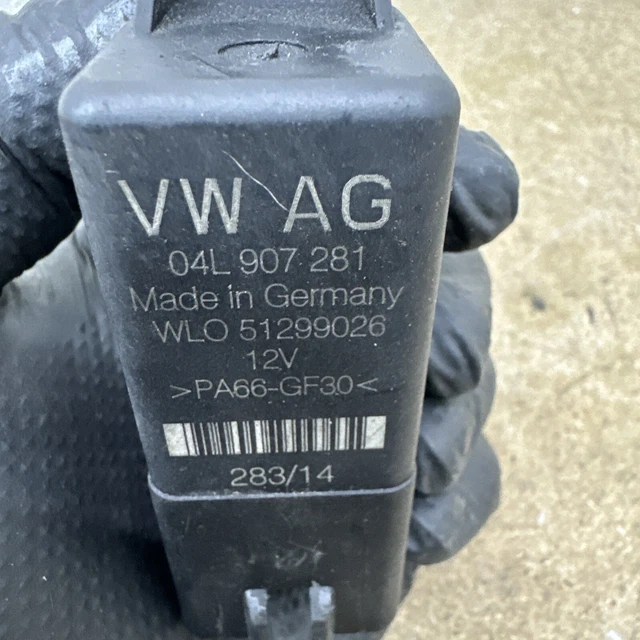 VW AG
04L 907 281
Made in Germany
WLO 51299026
12V
>PA66-GF30<
283/14